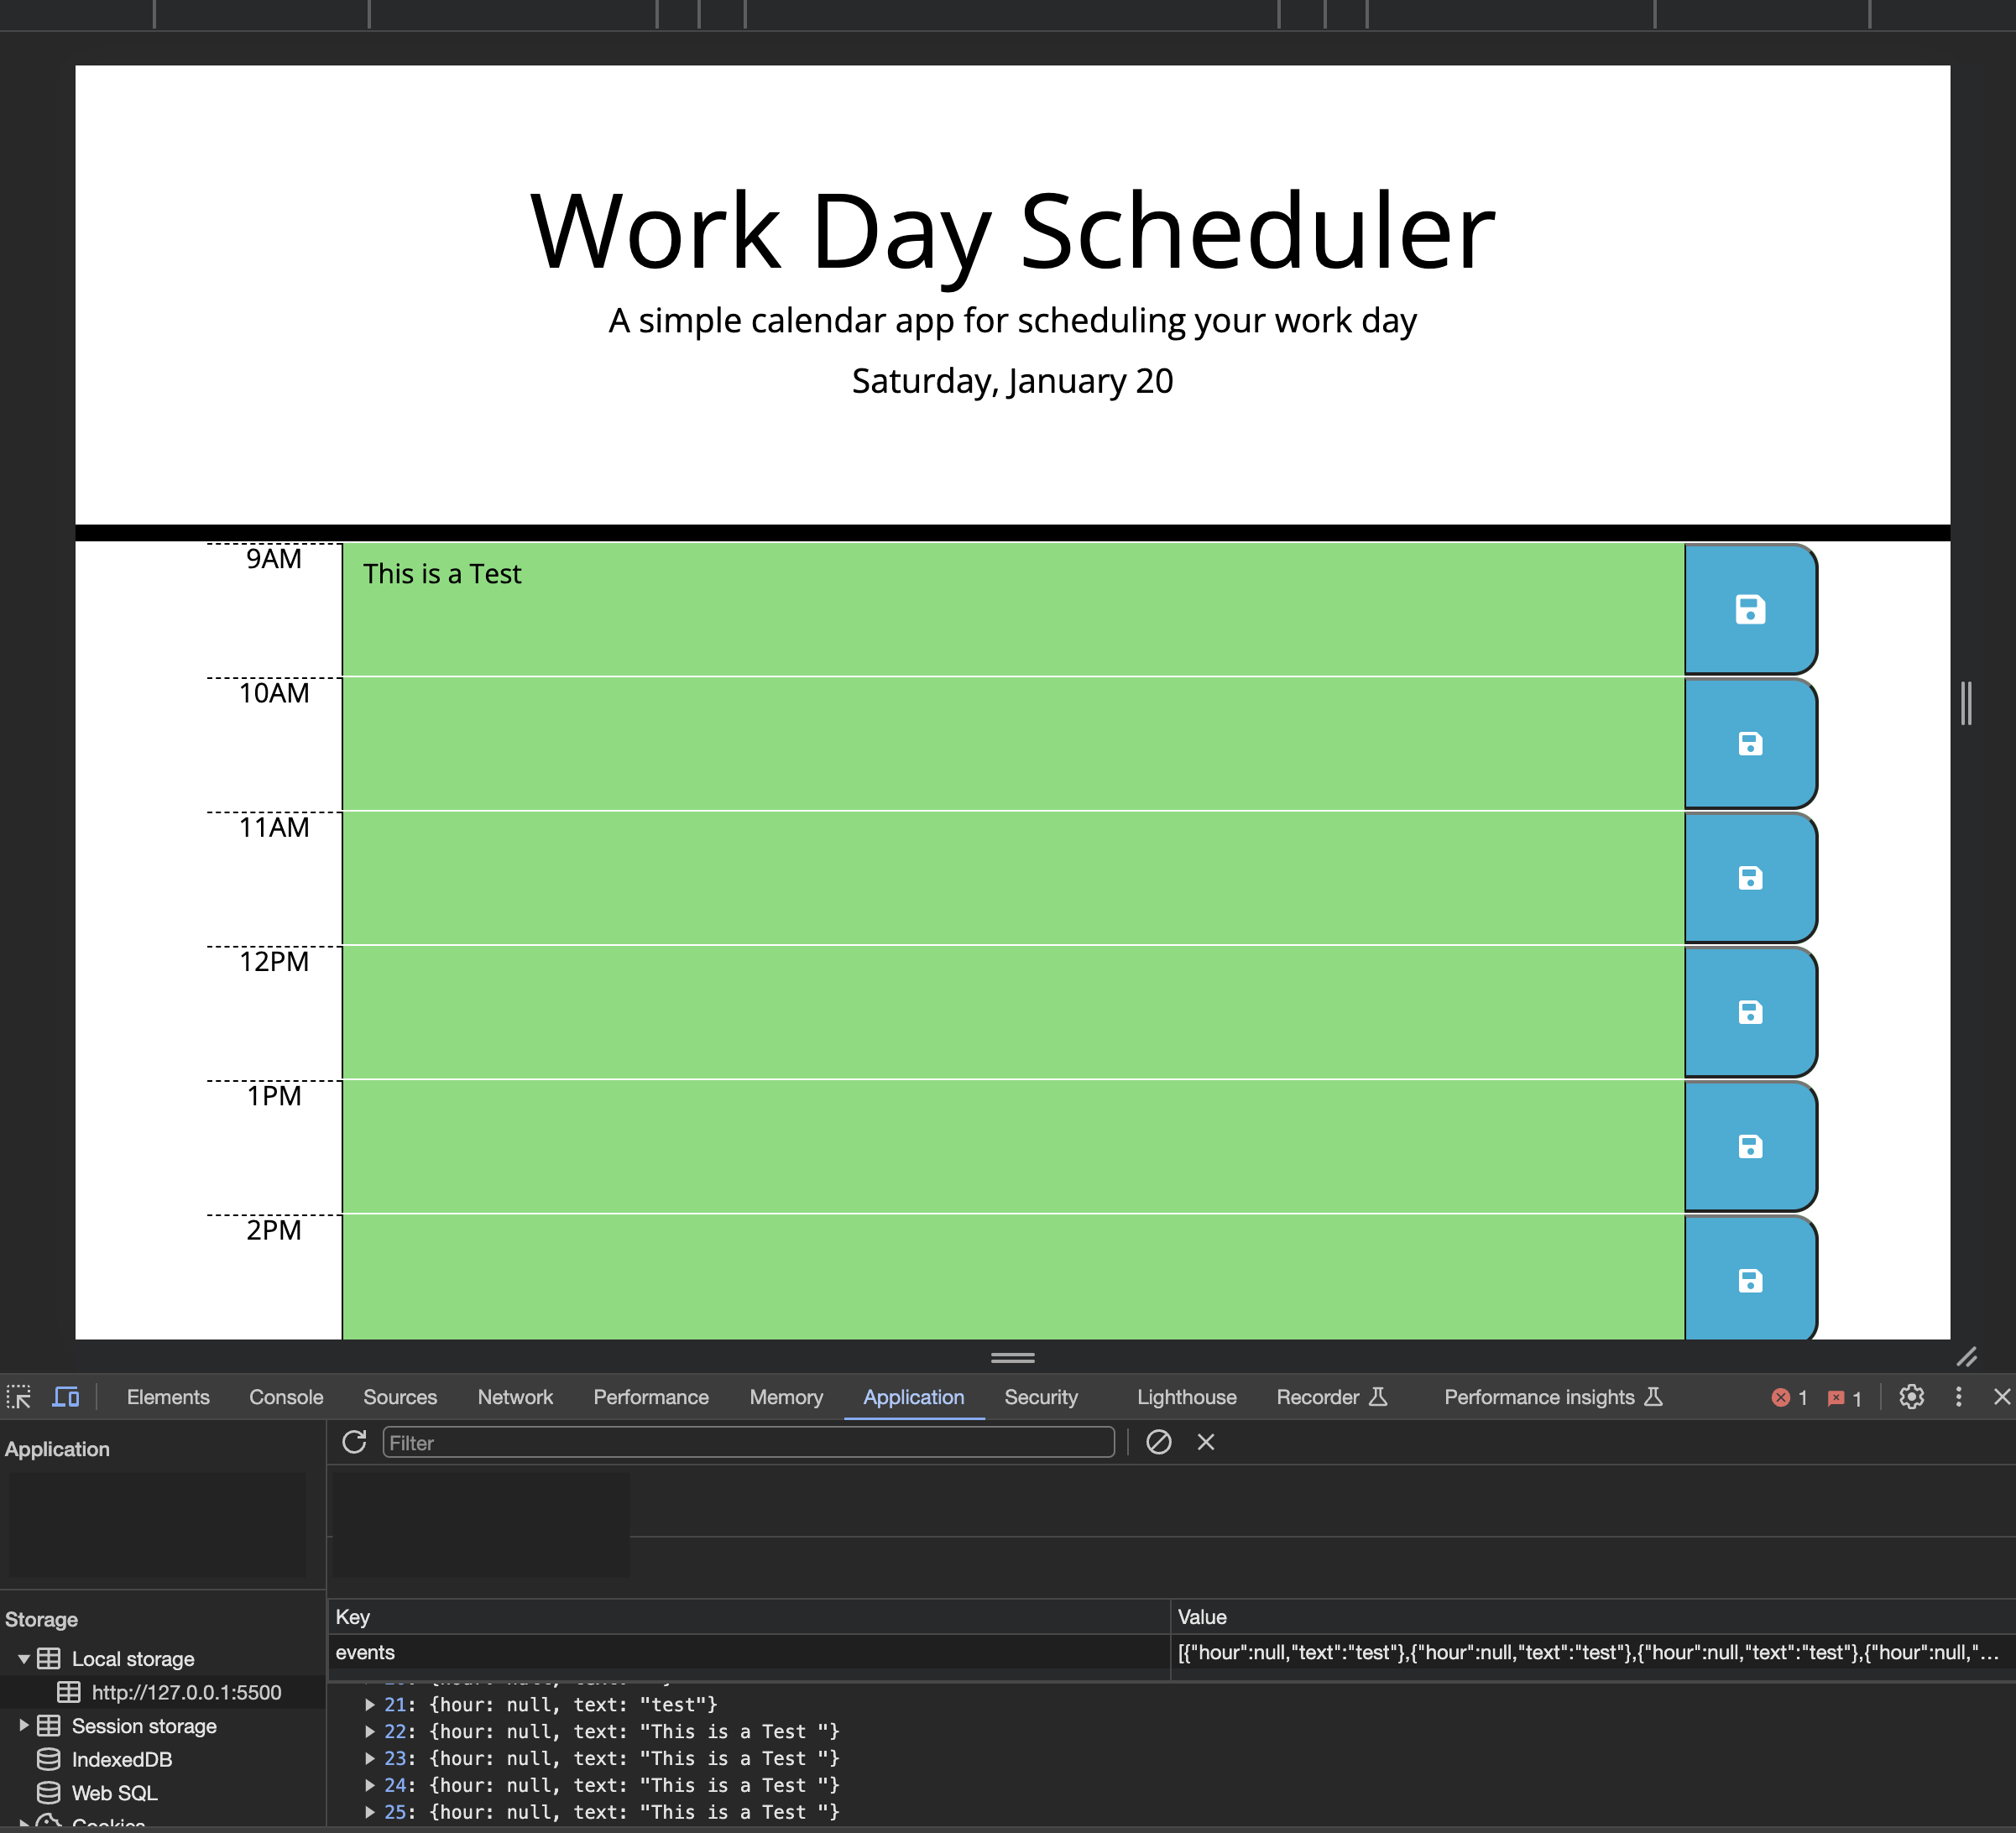 Work Day Scheduler
A simple calendar app for scheduling your work day
Saturday, January 20
9AM This is a Test
10AM
11AM
12PM
1PM
2PM
Elements Console Sources Network Performance Memory Application Security Lighthouse Recorder Performance insights 1 1
Application
Filter
Storage
Local storage
http://127.0.0.1:5500
Session storage
IndexedDB
Web SQL
Cookies
Key Value
events [{"hour":null,"text":"test"},{"hour":null,"text":"test"},{"hour":null,"text":"test"},{"hour":null,"…
21: {hour: null, text: "test"}
22: {hour: null, text: "This is a Test "}
23: {hour: null, text: "This is a Test "}
24: {hour: null, text: "This is a Test "}
25: {hour: null, text: "This is a Test "}